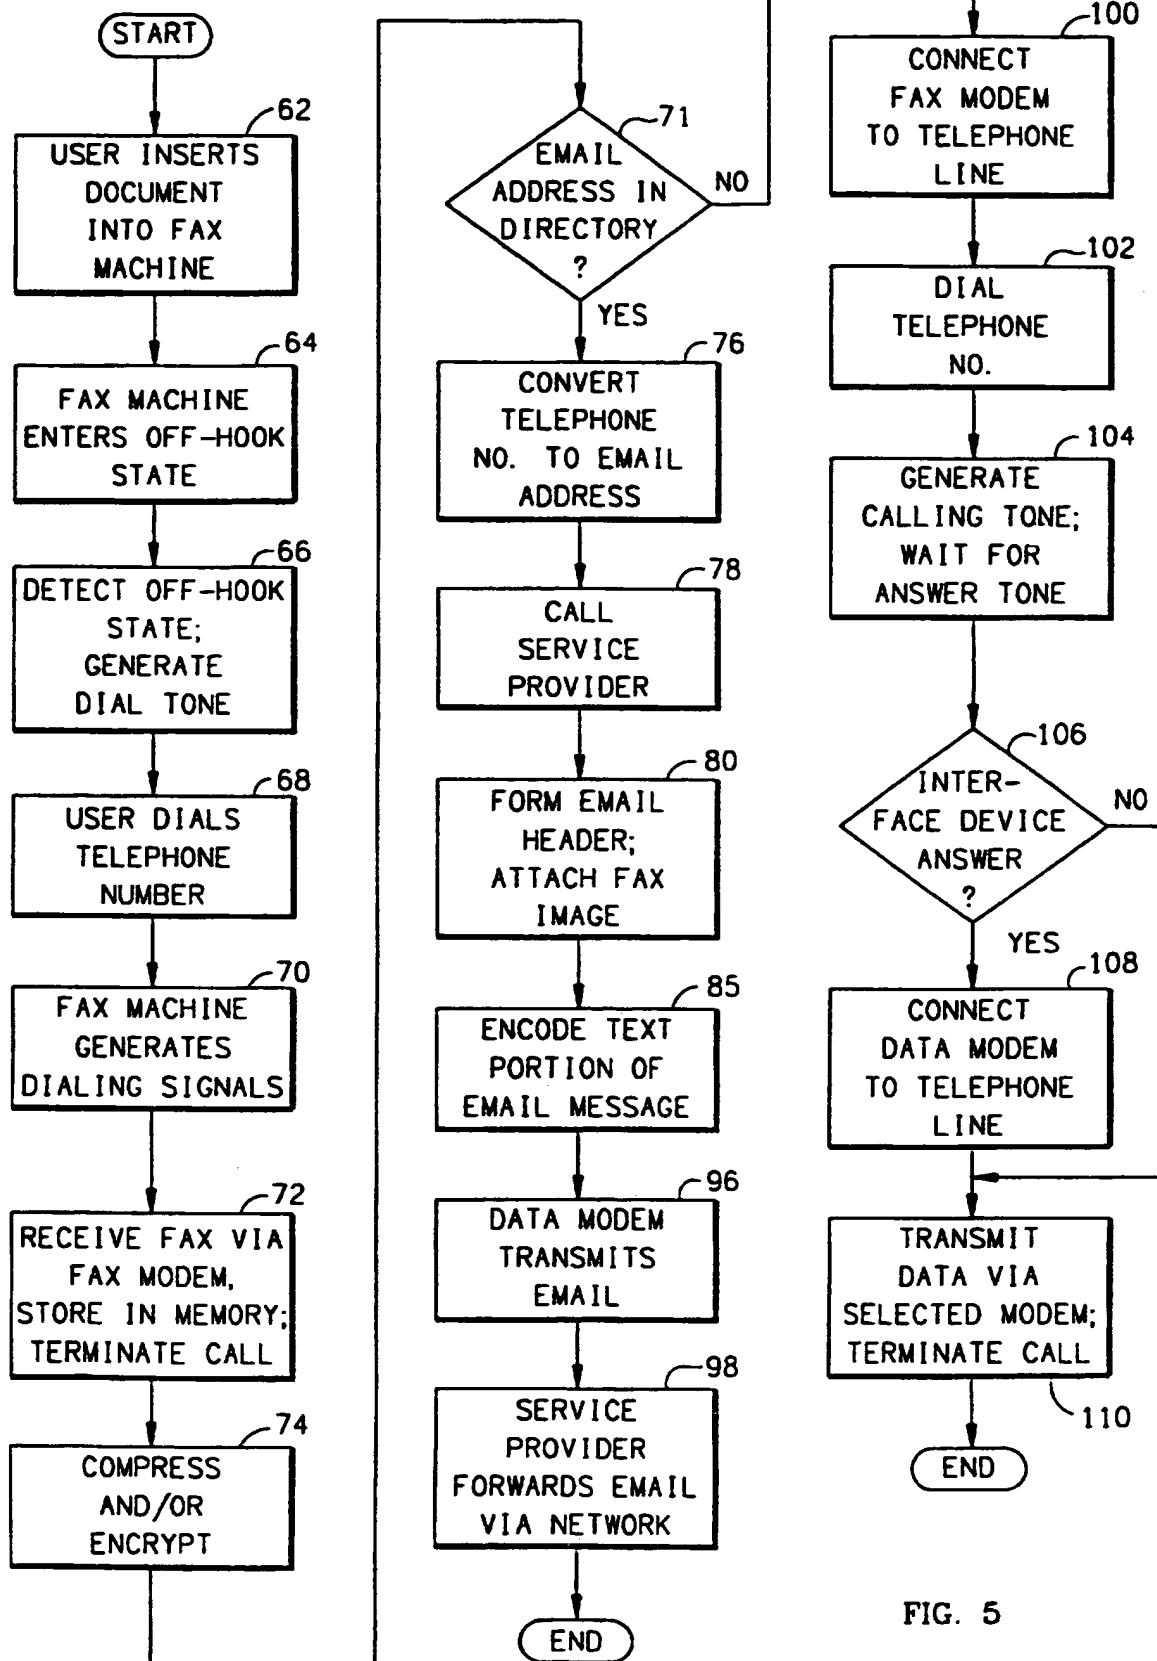 START
62
USER INSERTS
DOCUMENT
INTO FAX
MACHINE
64
FAX MACHINE
ENTERS OFF-HOOK
STATE
66
DETECT OFF-HOOK
STATE;
GENERATE
DIAL TONE
68
USER DIALS
TELEPHONE
NUMBER
70
FAX MACHINE
GENERATES
DIALING SIGNALS
72
RECEIVE FAX VIA
FAX MODEM,
STORE IN MEMORY;
TERMINATE CALL
74
COMPRESS
AND/OR
ENCRYPT
71
EMAIL
ADDRESS IN
DIRECTORY
?
NO
YES
76
CONVERT
TELEPHONE
NO. TO EMAIL
ADDRESS
78
CALL
SERVICE
PROVIDER
80
FORM EMAIL
HEADER;
ATTACH FAX
IMAGE
85
ENCODE TEXT
PORTION OF
EMAIL MESSAGE
96
DATA MODEM
TRANSMITS
EMAIL
98
SERVICE
PROVIDER
FORWARDS EMAIL
VIA NETWORK
END
100
CONNECT
FAX MODEM
TO TELEPHONE
LINE
102
DIAL
TELEPHONE
NO.
104
GENERATE
CALLING TONE;
WAIT FOR
ANSWER TONE
106
INTER-
FACE DEVICE
ANSWER
?
NO
YES
108
CONNECT
DATA MODEM
TO TELEPHONE
LINE
TRANSMIT
DATA VIA
SELECTED MODEM;
TERMINATE CALL
110
END
FIG. 5